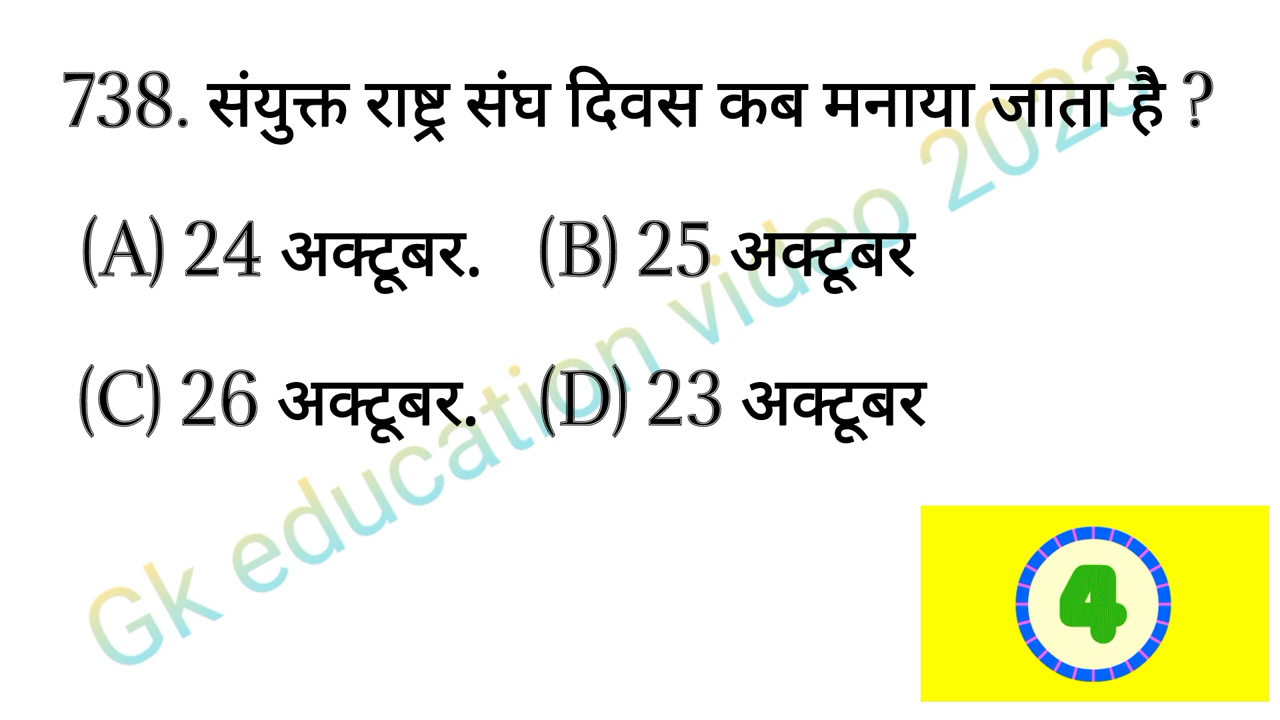 738. संयुक्त राष्ट्र संघ दिवस कब मनाया जाता है ?
(A) 24 अक्टूबर. (B) 25 अक्टूबर
(C) 26 अक्टूबर. (D) 23 अक्टूबर
Gk education video 2023
4